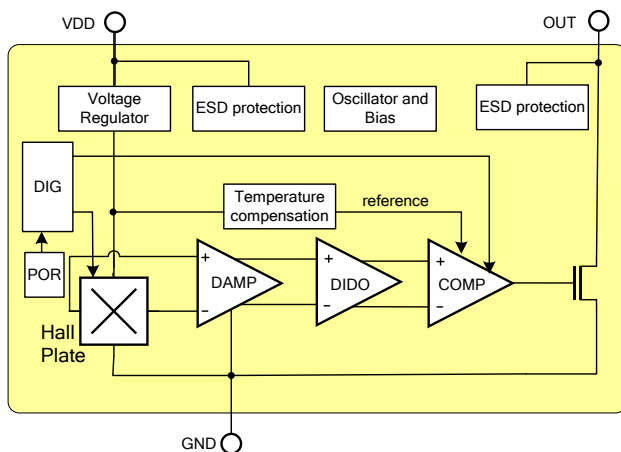 VDD
OUT
Voltage
Regulator
ESD protection
Oscillator and
Bias
ESD protection
DIG
Temperature
compensation
reference
POR
+
DAMP
−
+
DIDO
−
+
COMP
−
Hall
Plate
GND